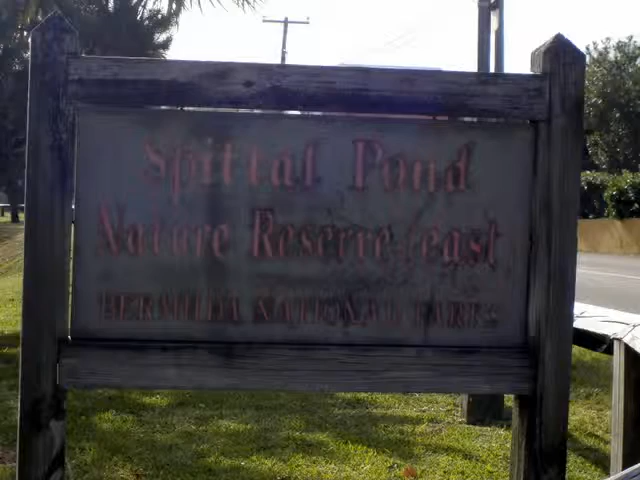 Spittal Pond
Nature Reserve-(east
BERMUDA NATIONAL PARKS